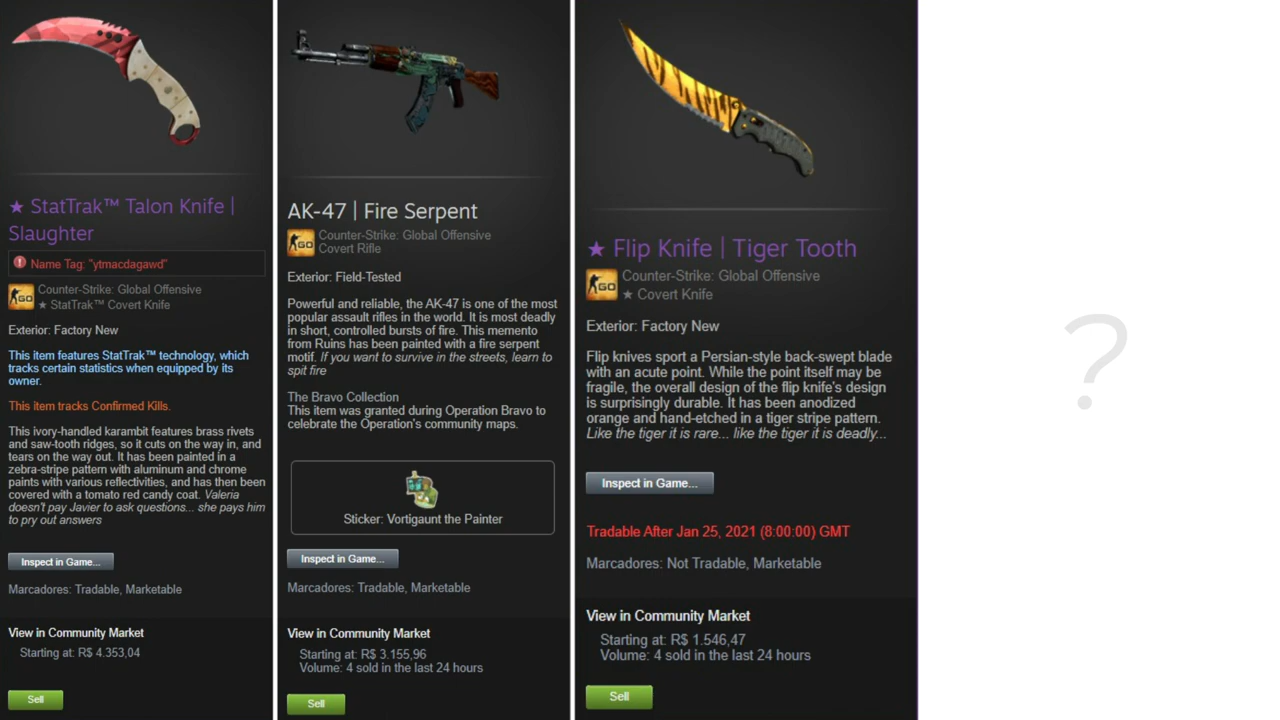 ★ StatTrak™ Talon Knife |
Slaughter
Name Tag: "ytmacdagawd"
GO
Counter-Strike: Global Offensive
★ StatTrak™ Covert Knife
Exterior: Factory New
This item features StatTrak™ technology, which
tracks certain statistics when equipped by its
owner.
This item tracks Confirmed Kills.
This ivory-handled karambit features brass rivets
and saw-tooth ridges, so it cuts on the way in, and
tears on the way out. It has been painted in a
zebra-stripe pattern with aluminum and chrome
paints with various reflectivities, and has then been
covered with a tomato red candy coat. Valeria
doesn't pay Javier to ask questions... she pays him
to pry out answers
Inspect in Game...
Marcadores: Tradable, Marketable
View in Community Market
Starting at: R$ 4.353,04
Sell
AK-47 | Fire Serpent
GO
Counter-Strike: Global Offensive
Covert Rifle
Exterior: Field-Tested
Powerful and reliable, the AK-47 is one of the most
popular assault rifles in the world. It is most deadly
in short, controlled bursts of fire. This memento
from Ruins has been painted with a fire serpent
motif. If you want to survive in the streets, learn to
spit fire
The Bravo Collection
This item was granted during Operation Bravo to
celebrate the Operation's community maps.
Sticker: Vortigaunt the Painter
Inspect in Game...
Marcadores: Tradable, Marketable
View in Community Market
Starting at: R$ 3.155,96
Volume: 4 sold in the last 24 hours
Sell
★ Flip Knife | Tiger Tooth
GO
Counter-Strike: Global Offensive
★ Covert Knife
Exterior: Factory New
Flip knives sport a Persian-style back-swept blade
with an acute point. While the point itself may be
fragile, the overall design of the flip knife's design
is surprisingly durable. It has been anodized
orange and hand-etched in a tiger stripe pattern.
Like the tiger it is rare... like the tiger it is deadly...
Inspect in Game...
Tradable After Jan 25, 2021 (8:00:00) GMT
Marcadores: Not Tradable, Marketable
View in Community Market
Starting at: R$ 1.546,47
Volume: 4 sold in the last 24 hours
Sell
?